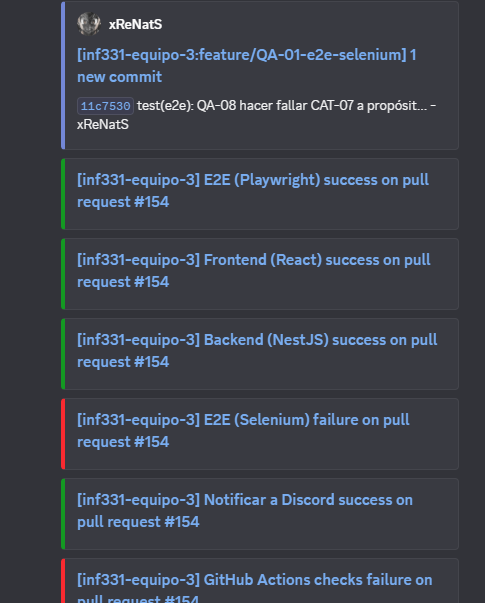 xReNatS
[inf331-equipo-3:feature/QA-01-e2e-selenium] 1
new commit
11c7530 test(e2e): QA-08 hacer fallar CAT-07 a propósit... -
xReNatS
[inf331-equipo-3] E2E (Playwright) success on pull
request #154
[inf331-equipo-3] Frontend (React) success on pull
request #154
[inf331-equipo-3] Backend (NestJS) success on pull
request #154
[inf331-equipo-3] E2E (Selenium) failure on pull
request #154
[inf331-equipo-3] Notificar a Discord success on
pull request #154
[inf331-equipo-3] GitHub Actions checks failure on
pull request #154